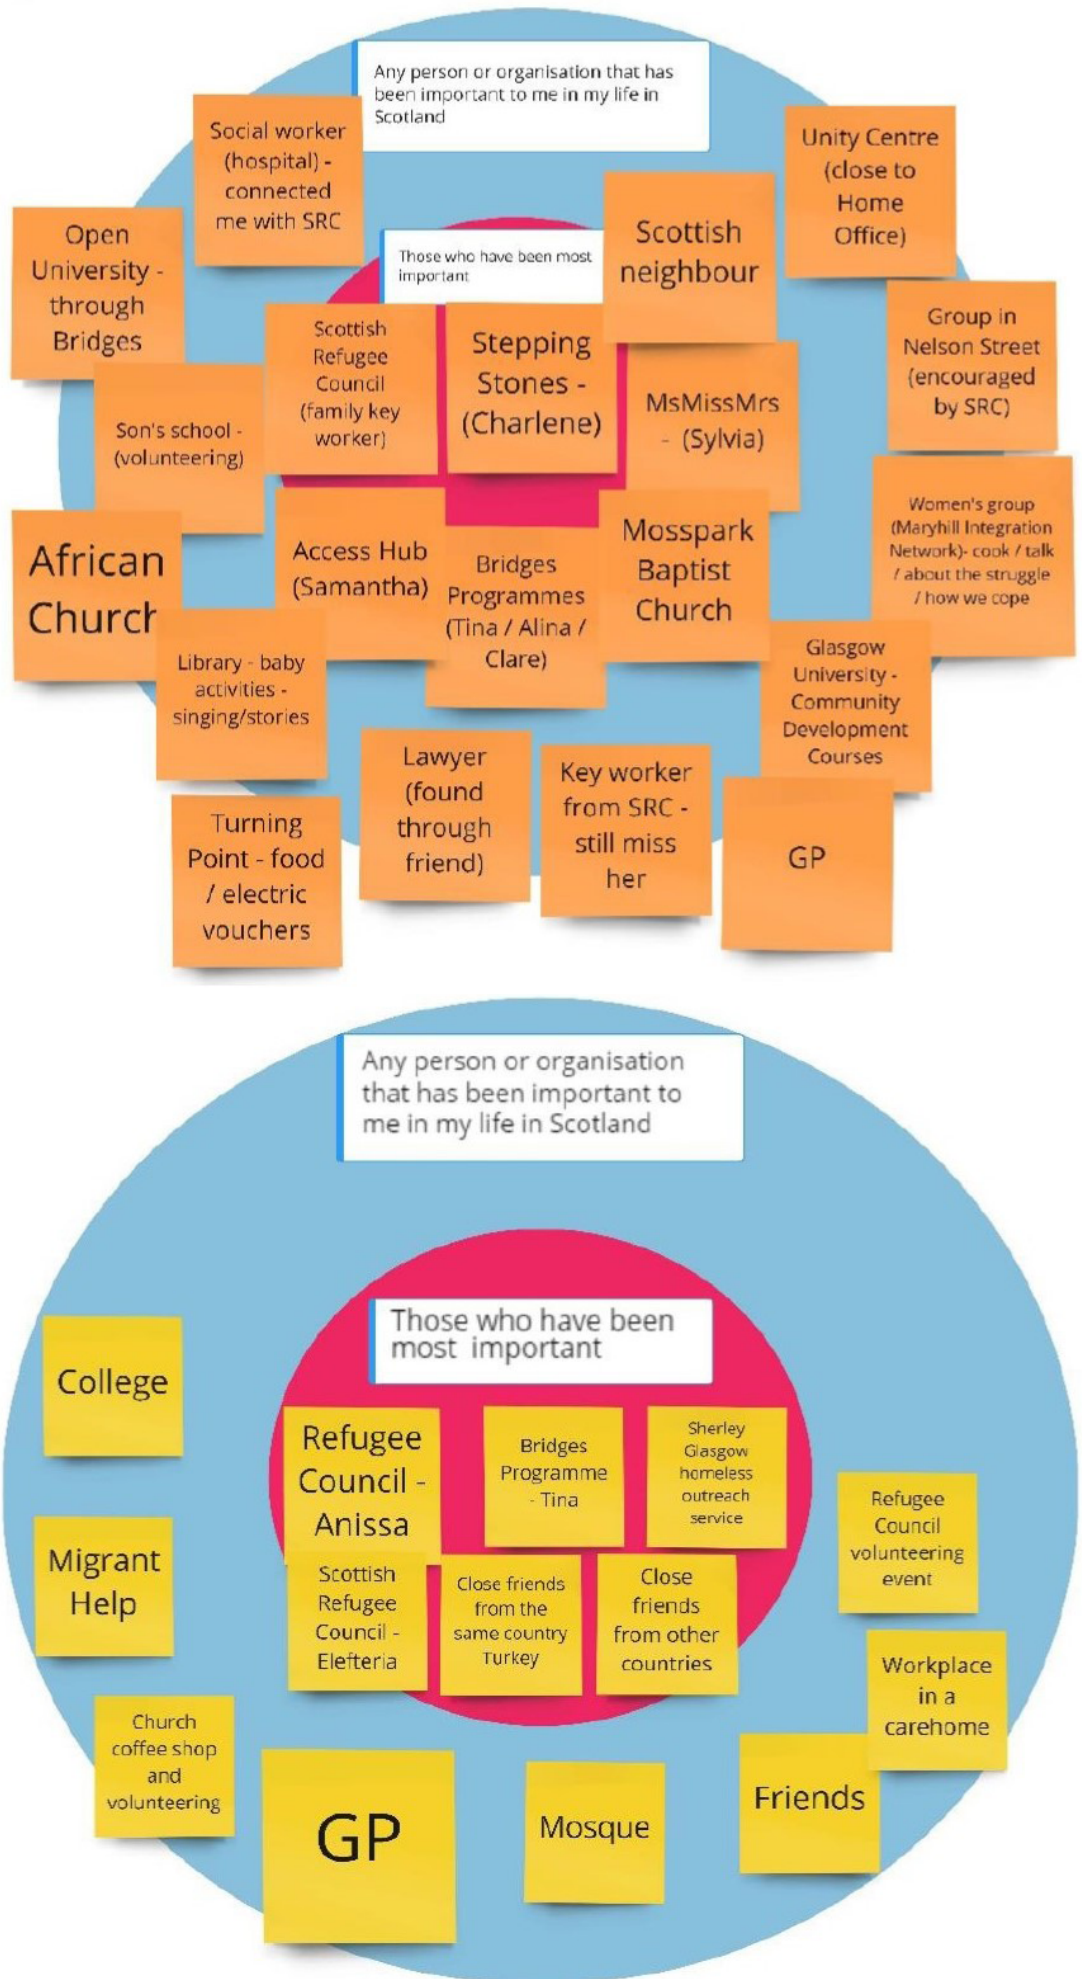 Any person or organisation that has
been important to me in my life in
Scotland
Social worker
(hospital) -
connected
me with SRC
Unity Centre
(close to
Home
Office)
Open
University -
through
Bridges
Those who have been most
important
Scottish
neighbour
Scottish
Refugee
Council
(family key
worker)
Stepping
Stones -
(Charlene)
MsMissMrs
- (Sylvia)
Group in
Nelson Street
(encouraged
by SRC)
Son's school -
(volunteering)
African
Church
Access Hub
(Samantha)
Bridges
Programmes
(Tina / Alina /
Clare)
Mosspark
Baptist
Church
Women's group
(Maryhill Integration
Network)- cook / talk
/ about the struggle
/ how we cope
Library - baby
activities -
singing/stories
Glasgow
University -
Community
Development
Courses
Turning
Point - food
/ electric
vouchers
Lawyer
(found
through
friend)
Key worker
from SRC -
still miss
her
GP
Any person or organisation
that has been important to
me in my life in Scotland
Those who have been
most important
College
Refugee
Council -
Anissa
Bridges
Programme
- Tina
Sherley
Glasgow
homeless
outreach
service
Refugee
Council
volunteering
event
Migrant
Help
Scottish
Refugee
Council -
Elefteria
Close friends
from the
same country
Turkey
Close
friends
from other
countries
Workplace
in a
carehome
Church
coffee shop
and
volunteering
GP
Mosque
Friends